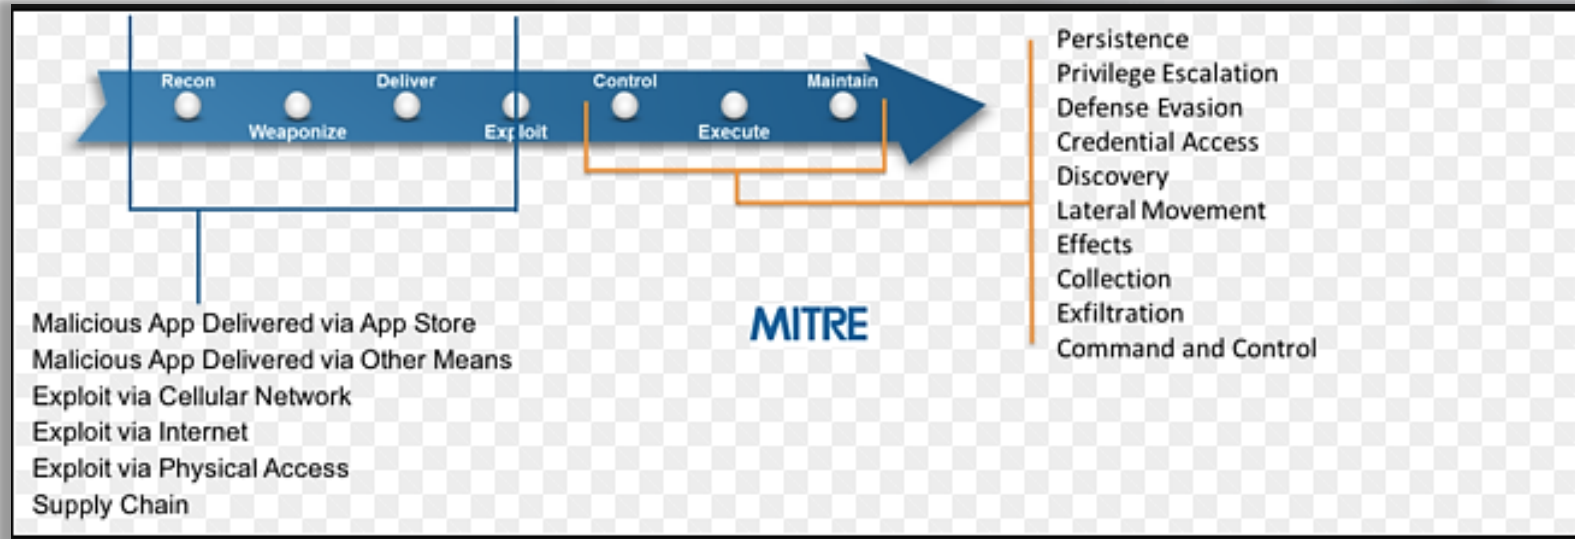 Recon
Deliver
Control
Maintain
Weaponize
Exploit
Execute
Persistence
Privilege Escalation
Defense Evasion
Credential Access
Discovery
Lateral Movement
Effects
Collection
Exfiltration
Command and Control
MITRE
Malicious App Delivered via App Store
Malicious App Delivered via Other Means
Exploit via Cellular Network
Exploit via Internet
Exploit via Physical Access
Supply Chain